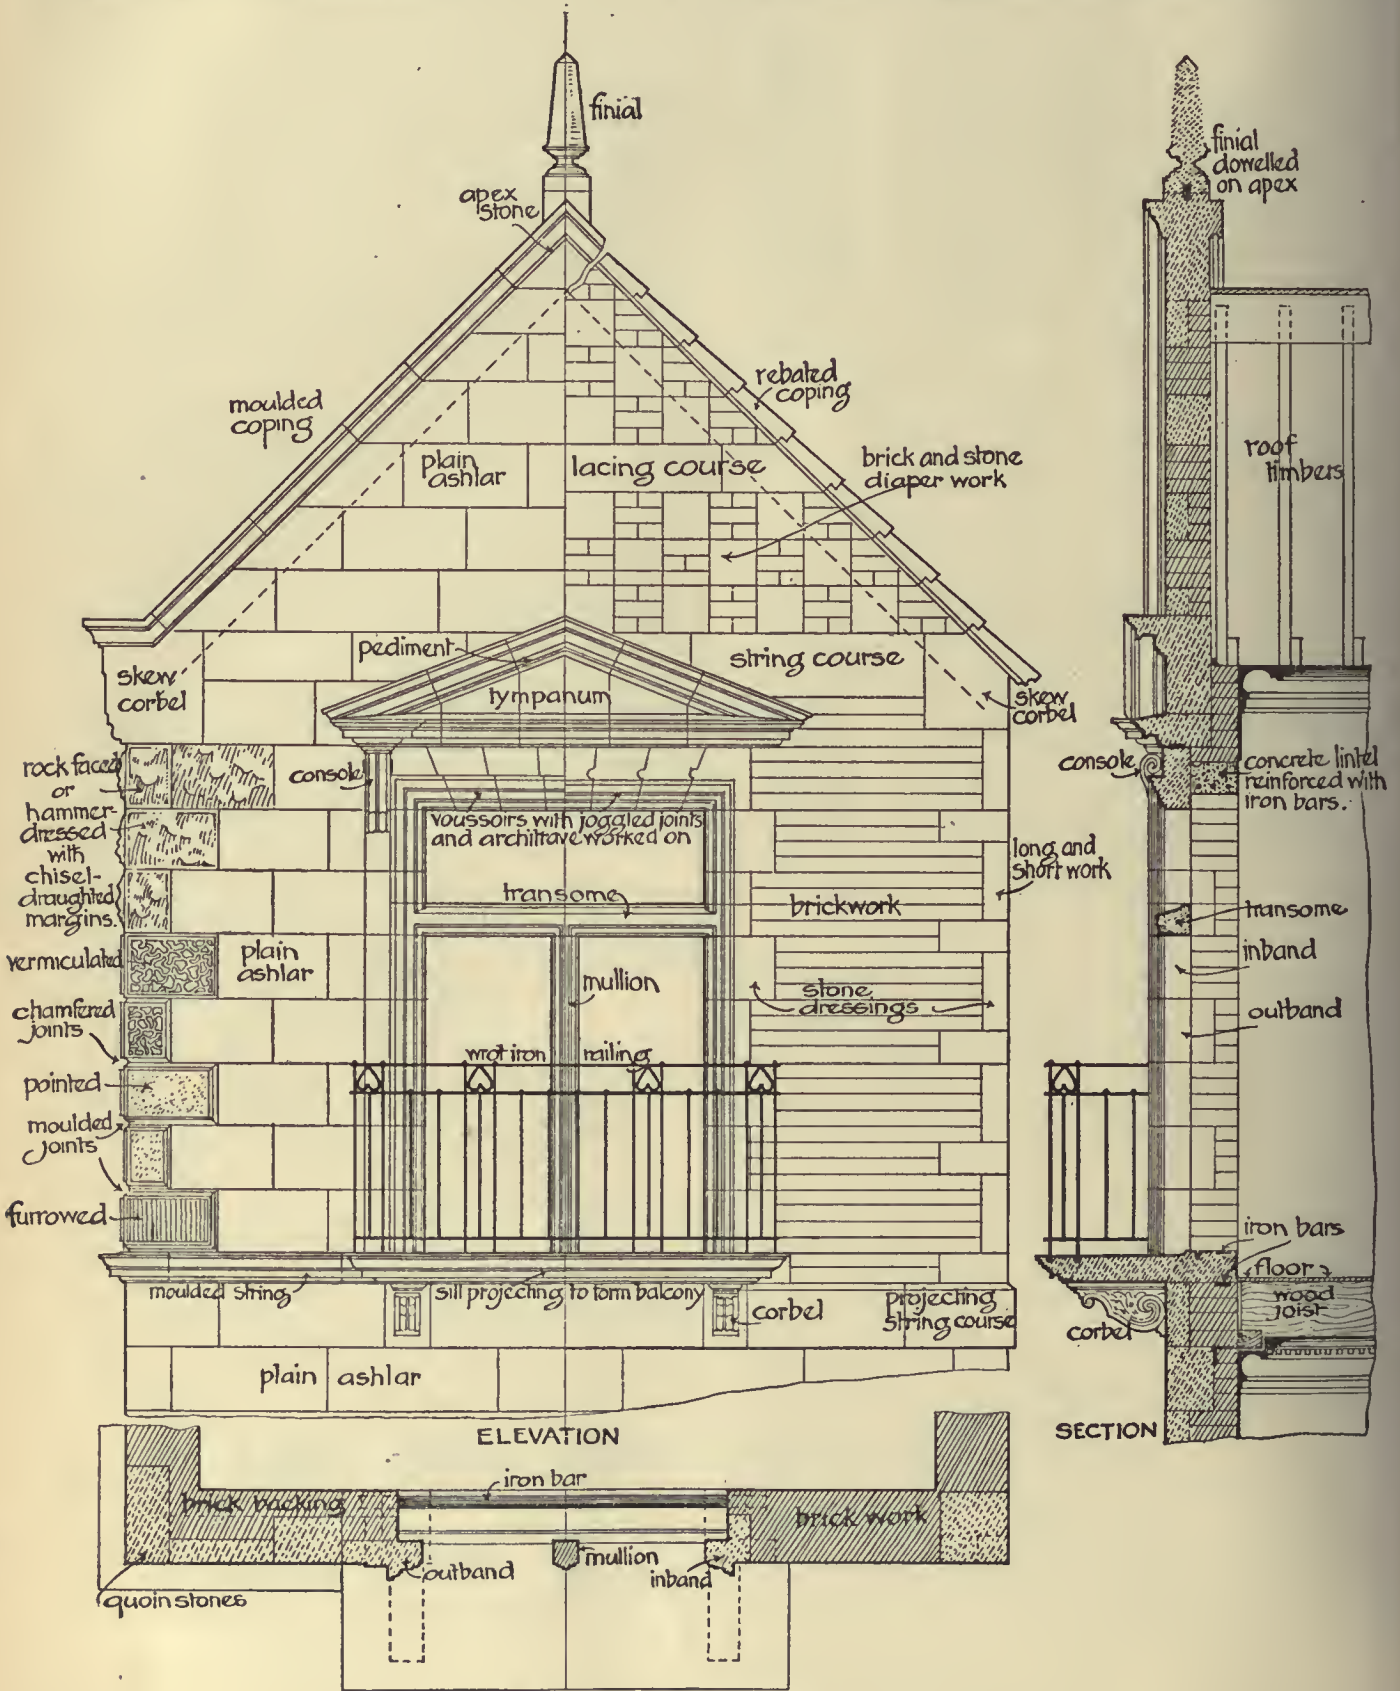 finial
apex
stone
moulded
coping
plain
ashlar
lacing course
rebated
coping
brick and stone
diaper work
pediment
string course
tympanum
skew
corbel
skew
corbel
rock faced
or
hammer-
dressed
with
chisel-
draughted
margins.
console
voussoirs with joggled joints
and architrave worked on
long and
short work
transome
brickwork
vermiculated
plain
ashlar
mullion
stone
dressings
chamfered
joints
wrot iron railing
pointed
moulded
joints
furrowed
moulded string
sill projecting to form balcony
corbel
projecting
string course
plain ashlar
ELEVATION
finial
dowelled
on apex
roof
timbers
console
concrete lintel
reinforced with
iron bars.
transome
inband
outband
iron bars
floor
wood
joist
corbel
SECTION
iron bar
brick backing
brick work
outband
mullion
inband
quoin stones